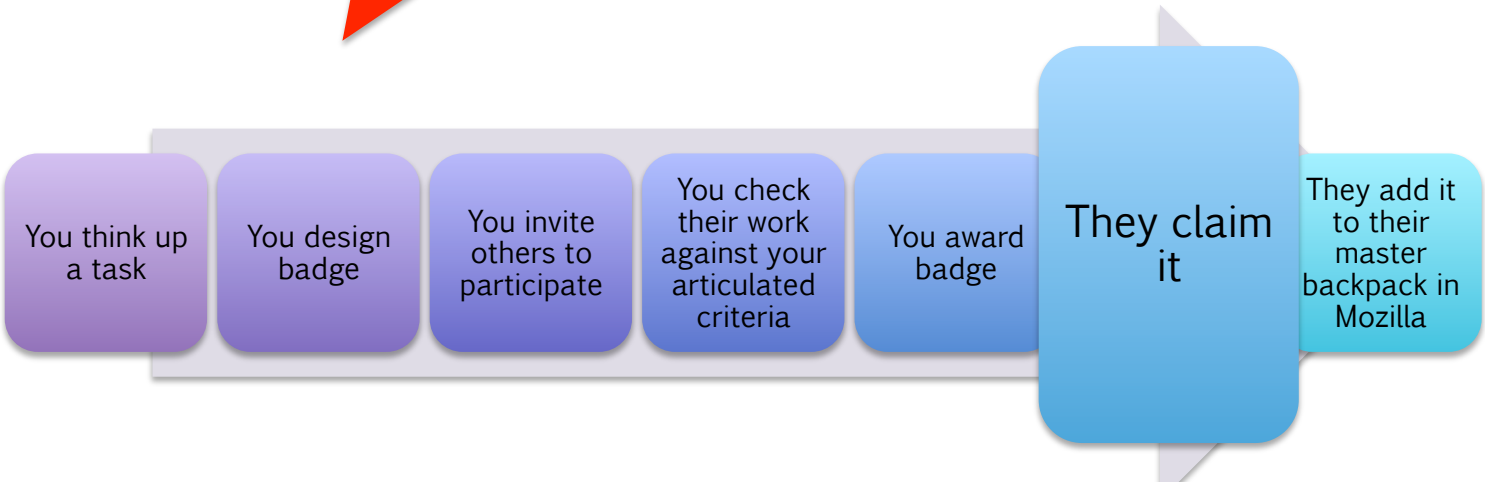 You think up
a task
You design
badge
You invite
others to
participate
You check
their work
against your
articulated
criteria
You award
badge
They claim
it
They add it
to their
master
backpack in
Mozilla